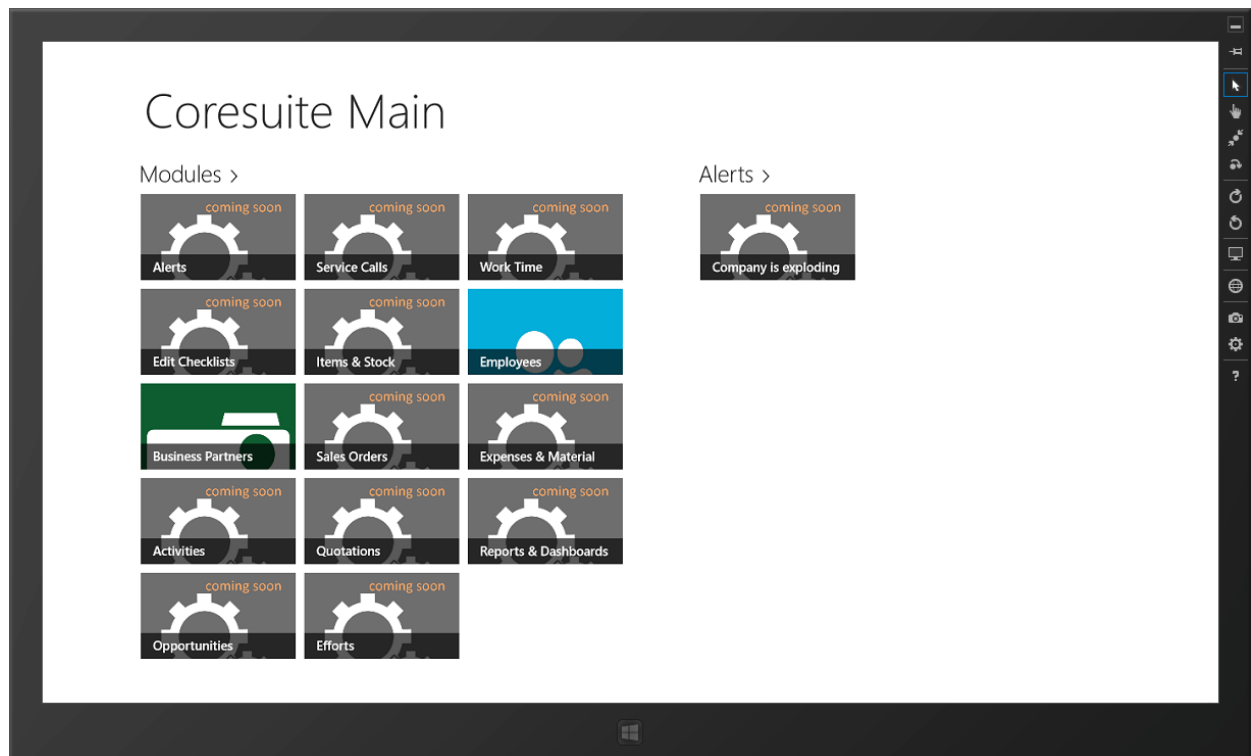 Coresuite Main
Modules >
Alerts >
coming soon
coming soon
coming soon
coming soon
Alerts
Service Calls
Work Time
Company is exploding
coming soon
coming soon
Edit Checklists
Items & Stock
Employees
coming soon
coming soon
Business Partners
Sales Orders
Expenses & Material
coming soon
coming soon
coming soon
Activities
Quotations
Reports & Dashboards
coming soon
coming soon
Opportunities
Efforts
?